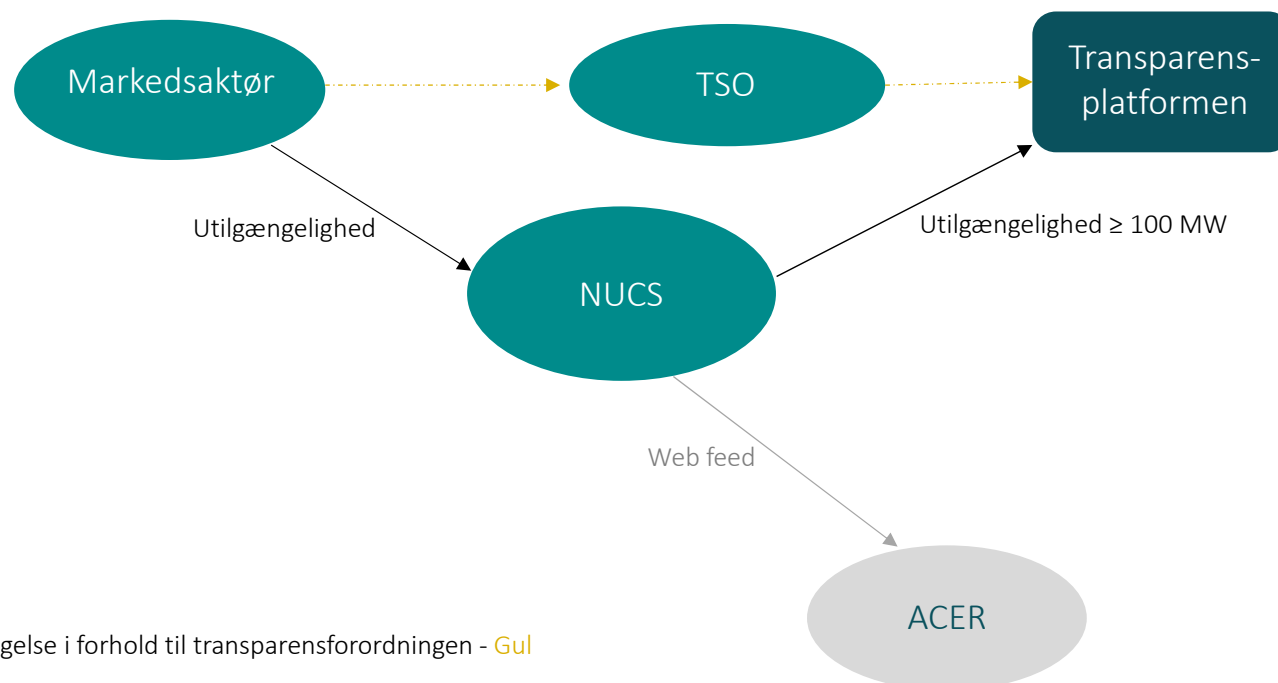 Markedsaktør
TSO
Transparens-
platformen
Utilgængelighed
Utilgængelighed ≥ 100 MW
NUCS
Web feed
ACER
gelse i forhold til transparensforordningen - Gul